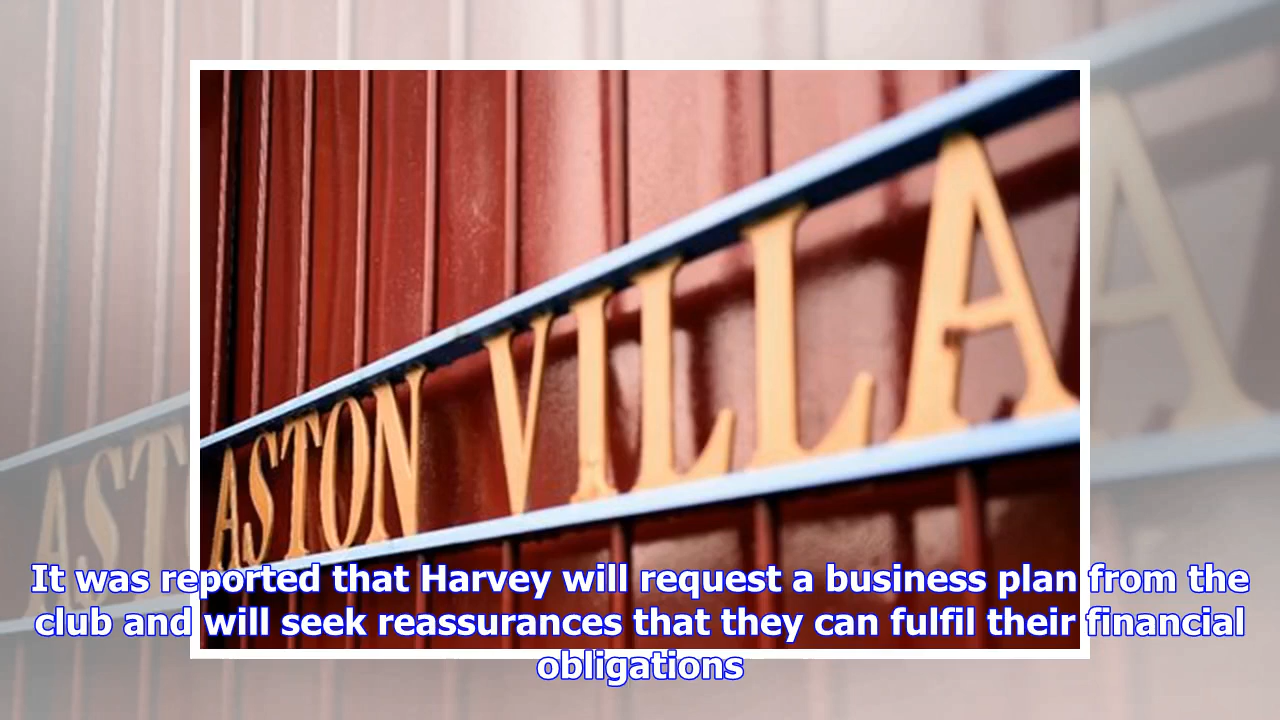 ASTON VILLA
It was reported that Harvey will request a business plan from the
club and will seek reassurances that they can fulfil their financial
obligations